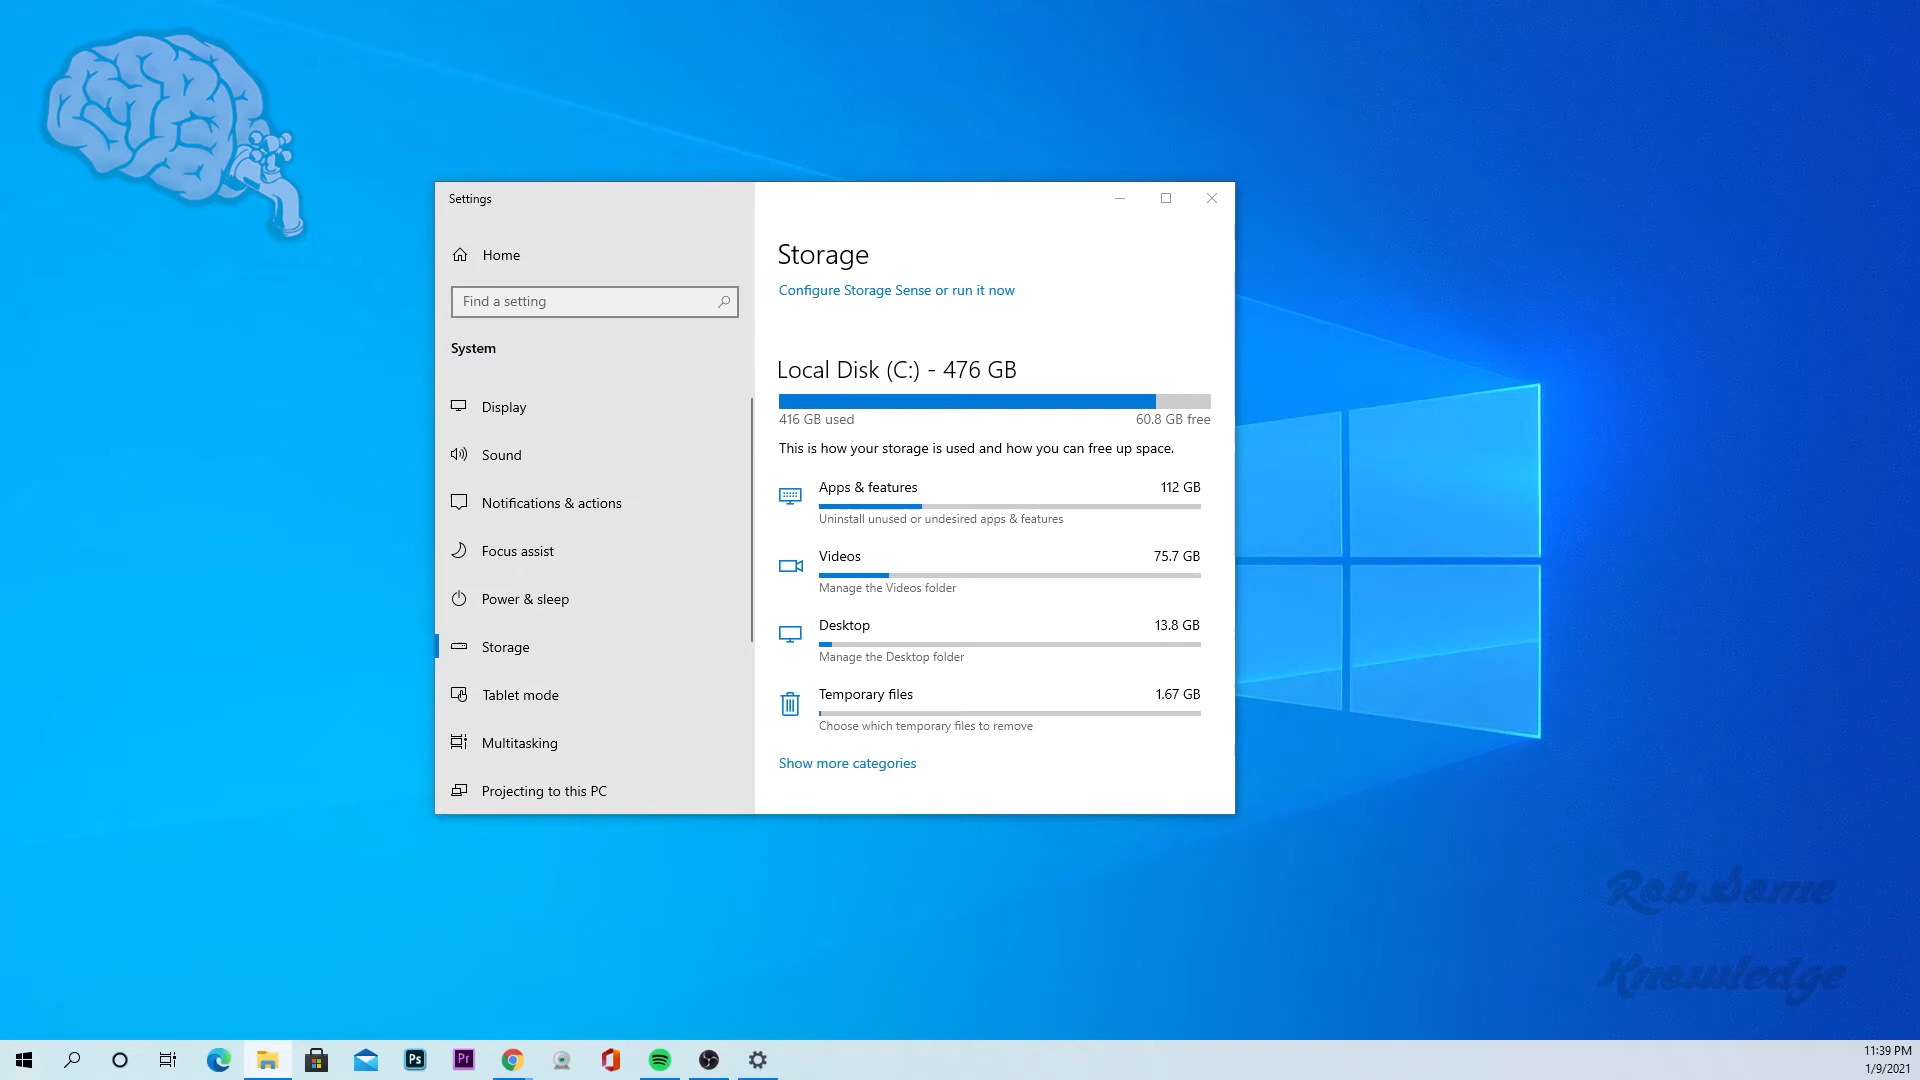 Settings
Home
Find a setting
System
Display
Sound
Notifications & actions
Focus assist
Power & sleep
Storage
Tablet mode
Multitasking
Projecting to this PC
Storage
Configure Storage Sense or run it now
Local Disk (C:) - 476 GB
416 GB used 60.8 GB free
This is how your storage is used and how you can free up space.
Apps & features 112 GB
Uninstall unused or undesired apps & features
Videos 75.7 GB
Manage the Videos folder
Desktop 13.8 GB
Manage the Desktop folder
Temporary files 1.67 GB
Choose which temporary files to remove
Show more categories
Rob Some
Knowledge
Ps
Pr
11:39 PM
1/9/2021